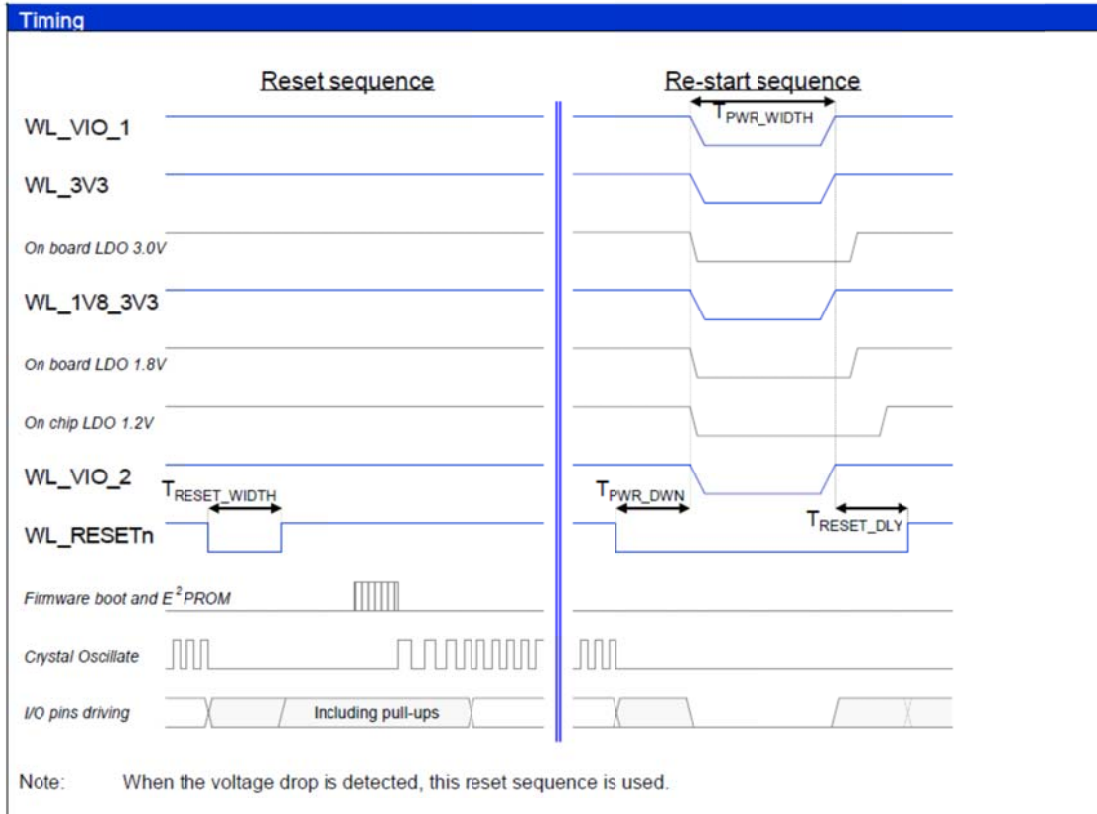 Timing
Reset sequence
Re-start sequence
WL_VIO_1
TPWR_WIDTH
WL_3V3
On board LDO 3.0V
WL_1V8_3V3
On board LDO 1.8V
On chip LDO 1.2V
WL_VIO_2
TRESET_WIDTH
TPWR_DWN
TRESET_DLY
WL_RESETn
Firmware boot and E²PROM
Crystal Oscillate
I/O pins driving
Including pull-ups
Note: When the voltage drop is detected, this reset sequence is used.